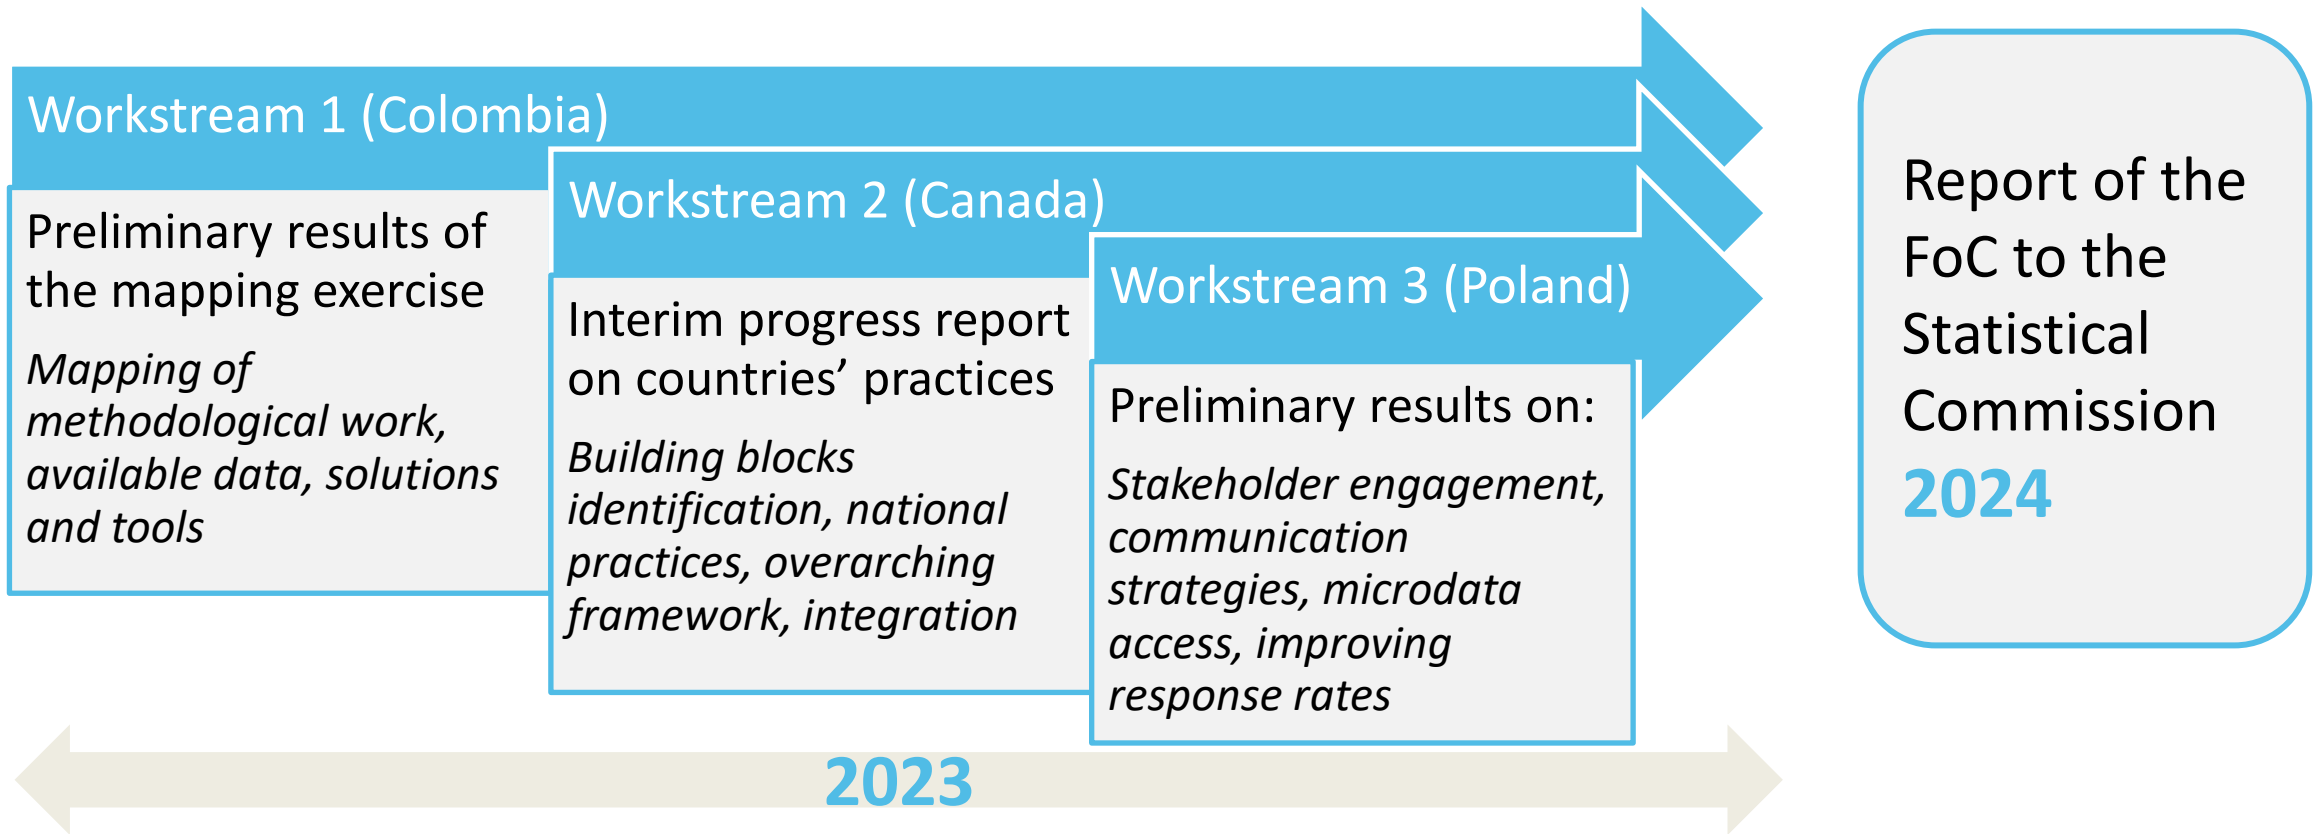 Workstream 1 (Colombia)
Preliminary results of
the mapping exercise
Mapping of
methodological work,
available data, solutions
and tools
Workstream 2 (Canada)
Interim progress report
on countries’ practices
Building blocks
identification, national
practices, overarching
framework, integration
Workstream 3 (Poland)
Preliminary results on:
Stakeholder engagement,
communication
strategies, microdata
access, improving
response rates
2023
Report of the
FoC to the
Statistical
Commission
2024